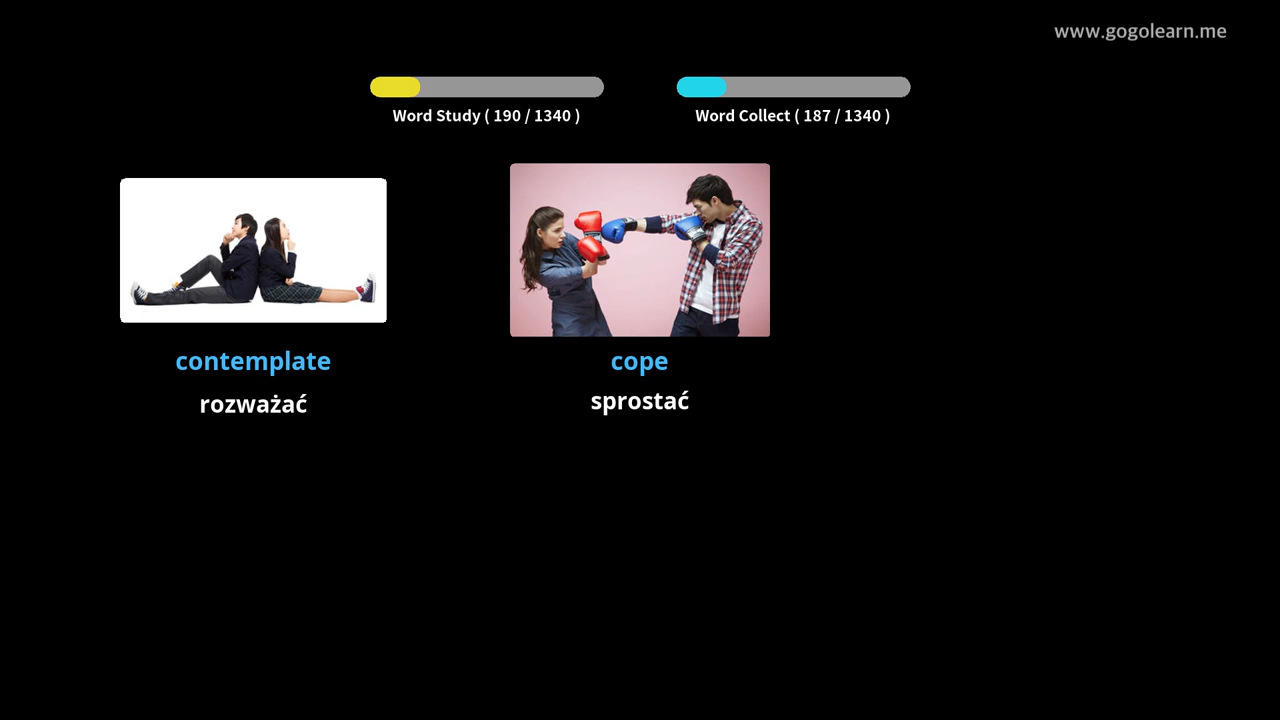 www.gogolearn.me
Word Study ( 190 / 1340 )
Word Collect ( 187 / 1340 )
contemplate
rozważać
cope
sprostać